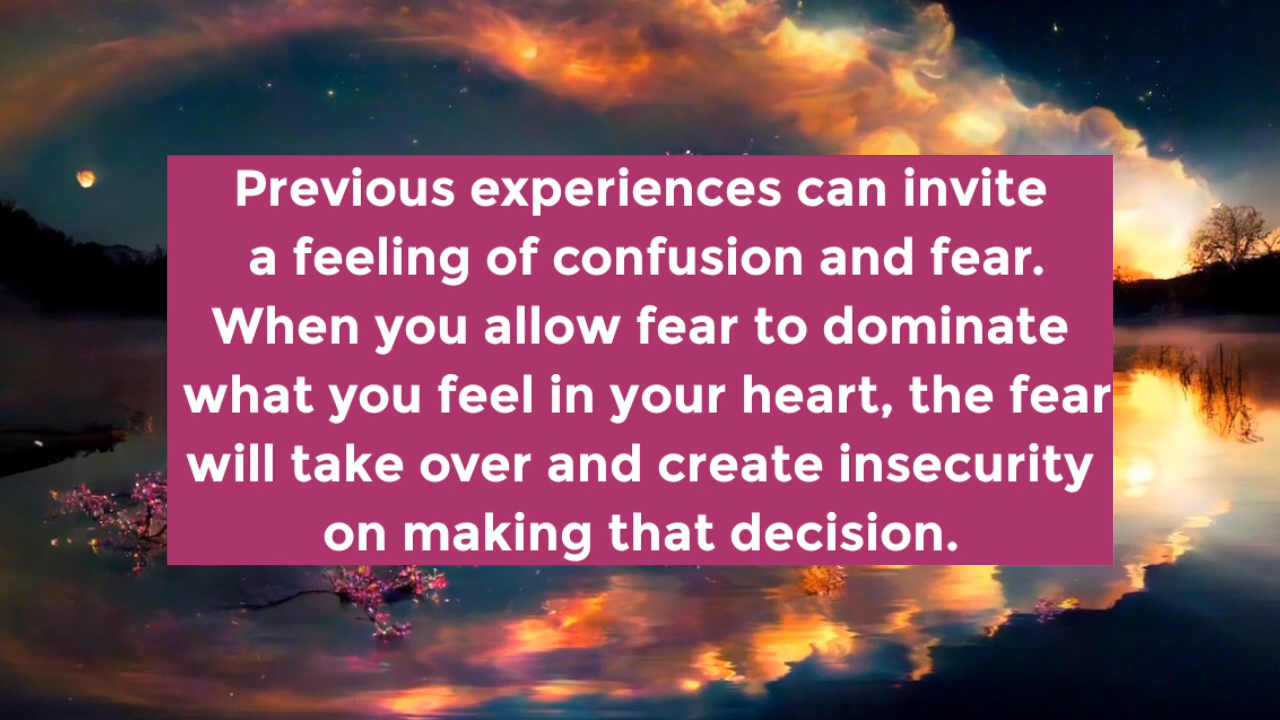 Previous experiences can invite
a feeling of confusion and fear.
When you allow fear to dominate
what you feel in your heart, the fear
will take over and create insecurity
on making that decision.